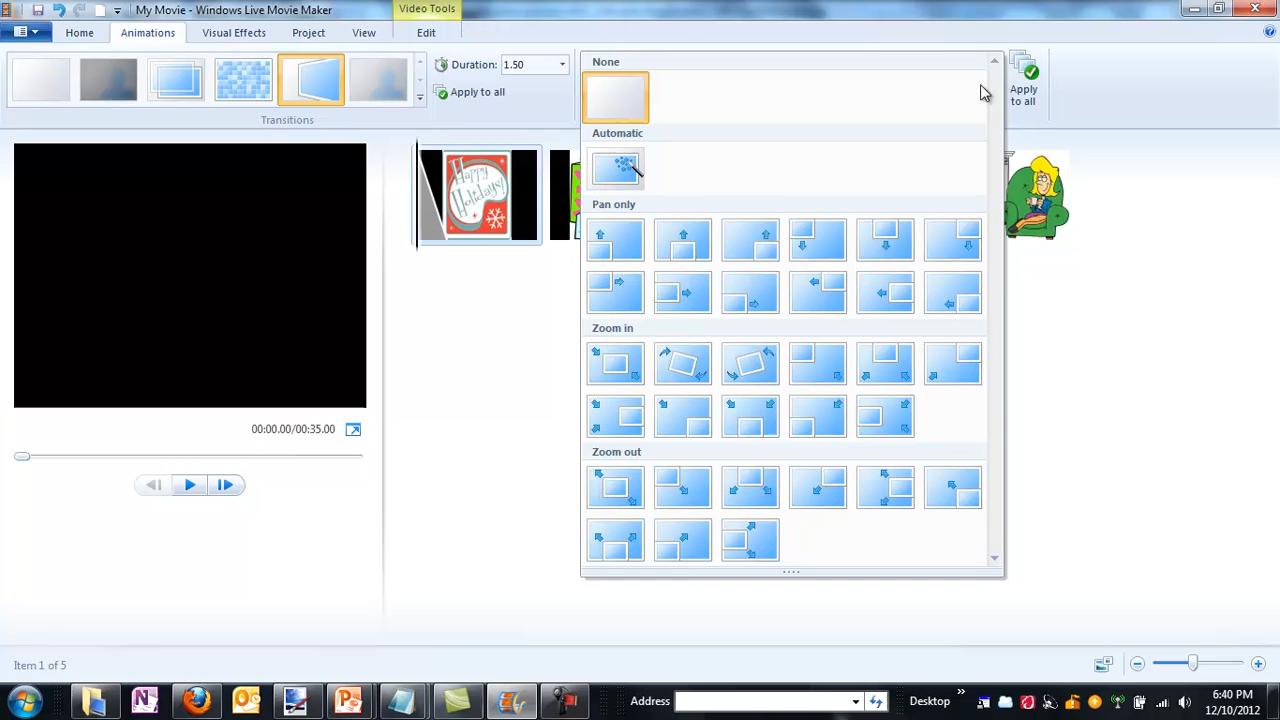 My Movie - Windows Live Movie Maker
Video Tools
Home
Animations
Visual Effects
Project
View
Edit
Duration: 1.50
Apply to all
Transitions
None
Automatic
Pan only
Zoom in
Zoom out
Apply
to all
Happy
Holidays!
00:00.00/00:35.00
Item 1 of 5
Address
Desktop
»
6:40 PM
12/10/2012